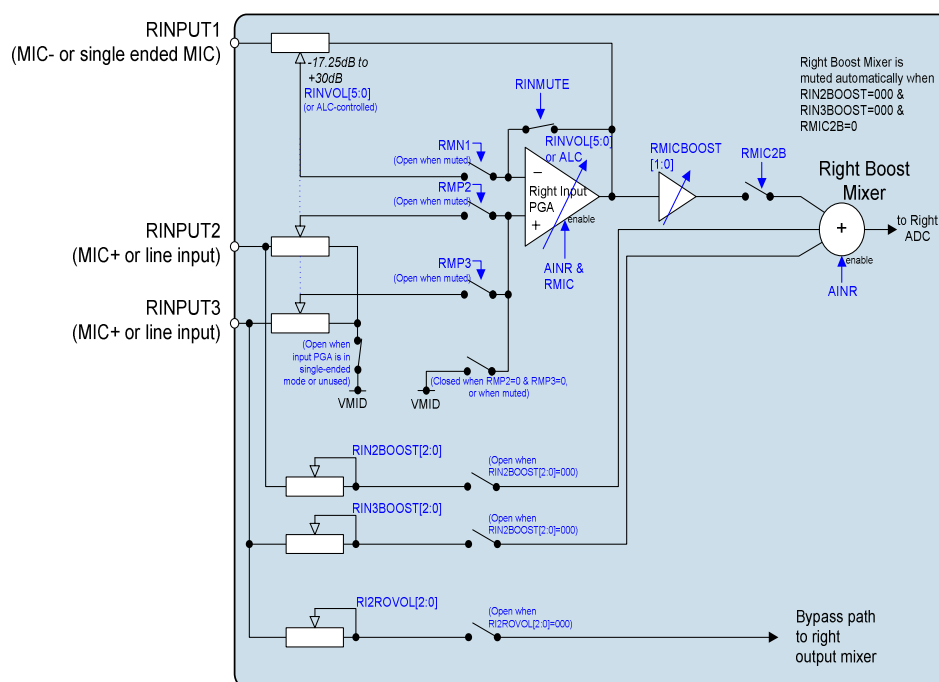 RINPUT1
(MIC- or single ended MIC)
-17.25dB to
+30dB
RINVOL[5:0]
(or ALC-controlled)
Right Boost Mixer is
muted automatically when
RIN2BOOST=000 &
RIN3BOOST=000 &
RMIC2B=0
RINMUTE
RINVOL[5:0]
or ALC
RMN1
(Open when muted)
RMP2
(Open when muted)
−
Right Input
PGA
+
enable
RMICBOOST
[1:0]
RMIC2B
Right Boost
Mixer
+
enable
to Right
ADC
AINR
RINPUT2
(MIC+ or line input)
RMP3
(Open when muted)
AINR &
RMIC
RINPUT3
(MIC+ or line input)
(Open when
input PGA is in
single-ended
mode or unused)
VMID
(Closed when RMP2=0 & RMP3=0,
or when muted)
VMID
RIN2BOOST[2:0]
(Open when
RIN2BOOST[2:0]=000)
RIN3BOOST[2:0]
(Open when
RIN2BOOST[2:0]=000)
RI2ROVOL[2:0]
(Open when
RI2ROVOL[2:0]=000)
Bypass path
to right
output mixer